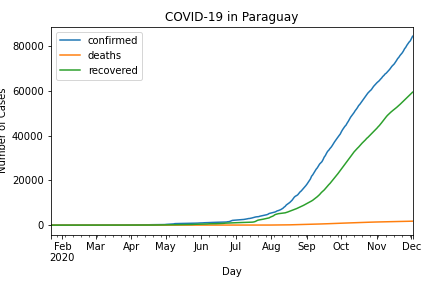 COVID-19 in Paraguay
confirmed
deaths
recovered
80000
60000
40000
20000
0
Number of Cases
Feb Mar Apr May Jun Jul Aug Sep Oct Nov Dec
2020
Day